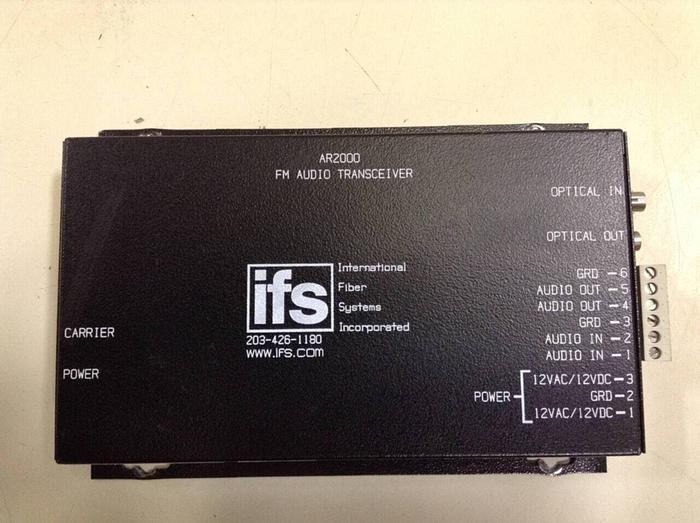 AR2000
FM AUDIO TRANSCEIVER
OPTICAL IN
OPTICAL OUT
ifs
International
Fiber
Systems
Incorporated
203-426-1180
www.IFS.COM
GRD - 6
AUDIO OUT - 5
AUDIO OUT - 4
GRD - 3
AUDIO IN - 2
AUDIO IN - 1
CARRIER
POWER
POWER
12VAC/12VDC - 3
GRD - 2
12VAC/12VDC - 1